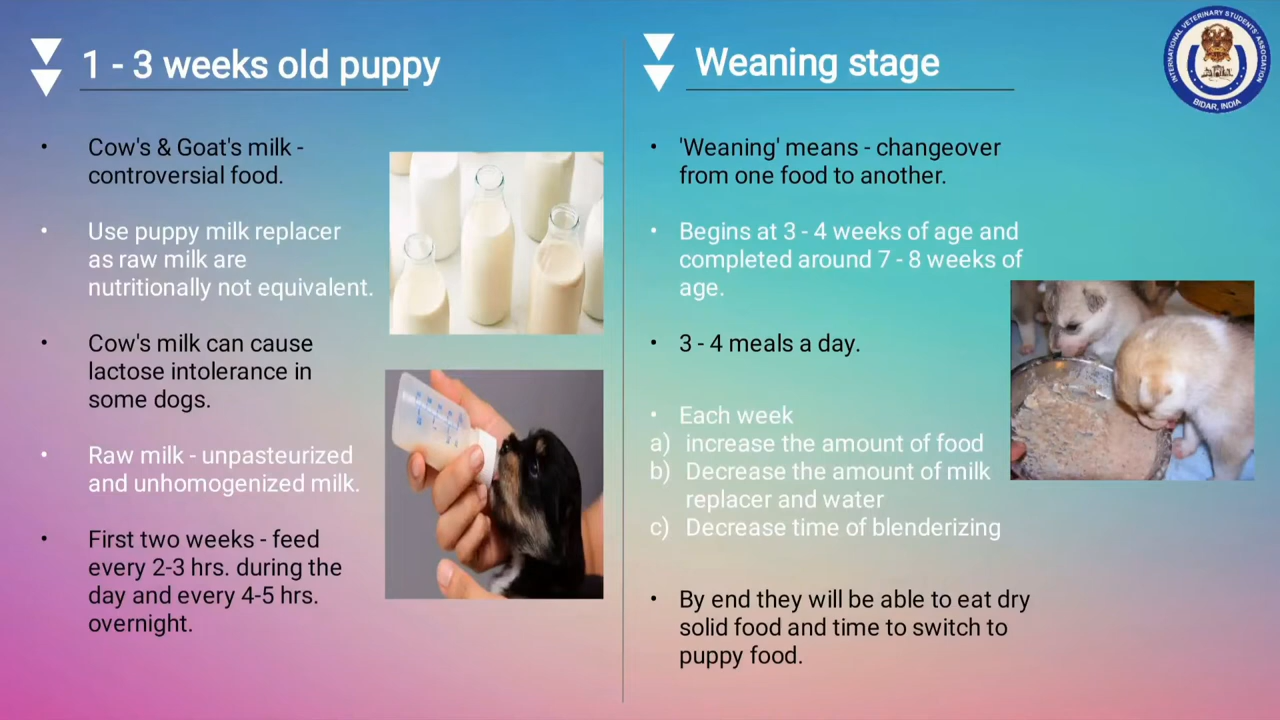 1 - 3 weeks old puppy
• Cow's & Goat's milk -
controversial food.
• Use puppy milk replacer
as raw milk are
nutritionally not equivalent.
• Cow's milk can cause
lactose intolerance in
some dogs.
• Raw milk - unpasteurized
and unhomogenized milk.
• First two weeks - feed
every 2-3 hrs. during the
day and every 4-5 hrs.
overnight.
Weaning stage
• 'Weaning' means - changeover
from one food to another.
• Begins at 3 - 4 weeks of age and
completed around 7 - 8 weeks of
age.
• 3 - 4 meals a day.
• Each week
a) increase the amount of food
b) Decrease the amount of milk
replacer and water
c) Decrease time of blenderizing
• By end they will be able to eat dry
solid food and time to switch to
puppy food.
INTERNATIONAL VETERINARY STUDENTS' ASSOCIATION
BIDAR, INDIA